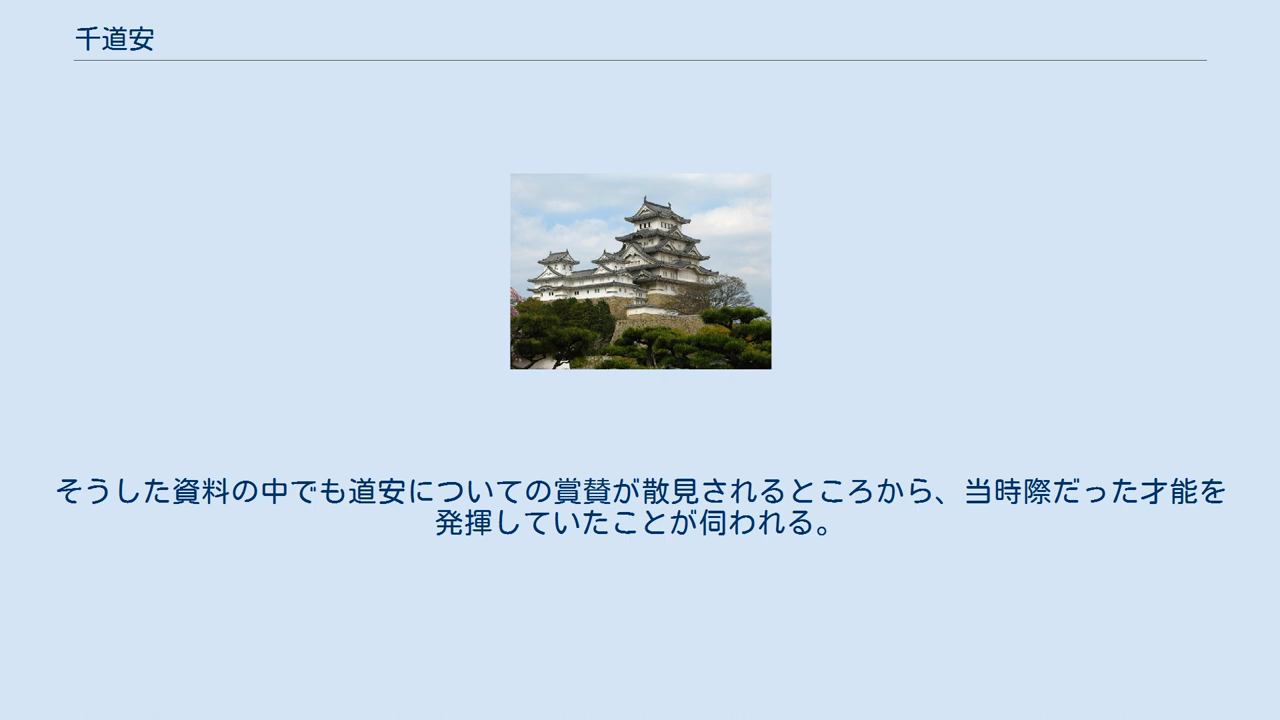 千道安
そうした資料の中でも道安についての賞賛が散見されるところから、当時際だった才能を
発揮していたことが伺われる。